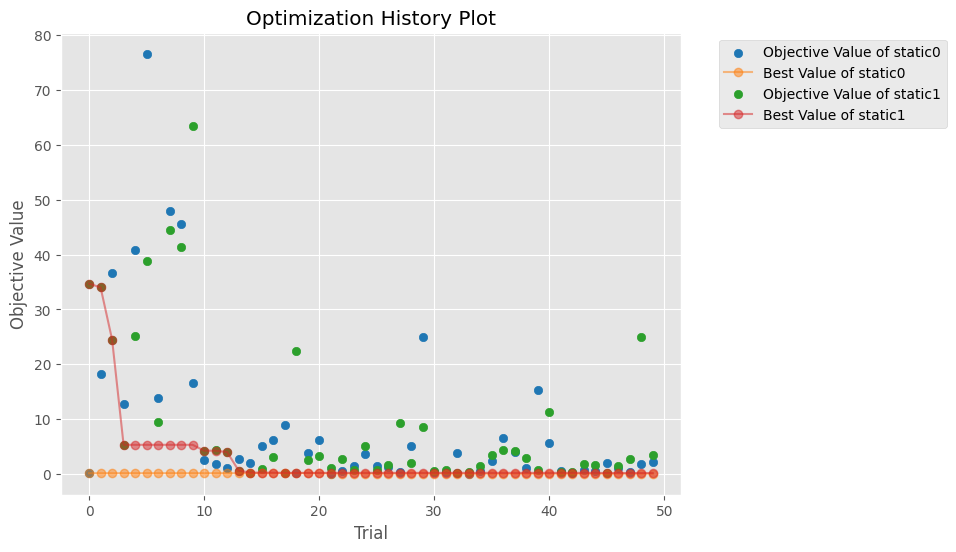 Optimization History Plot
Objective Value of static0
Best Value of static0
Objective Value of static1
Best Value of static1
Objective Value
80
70
60
50
40
30
20
10
0
0 10 20 30 40 50
Trial